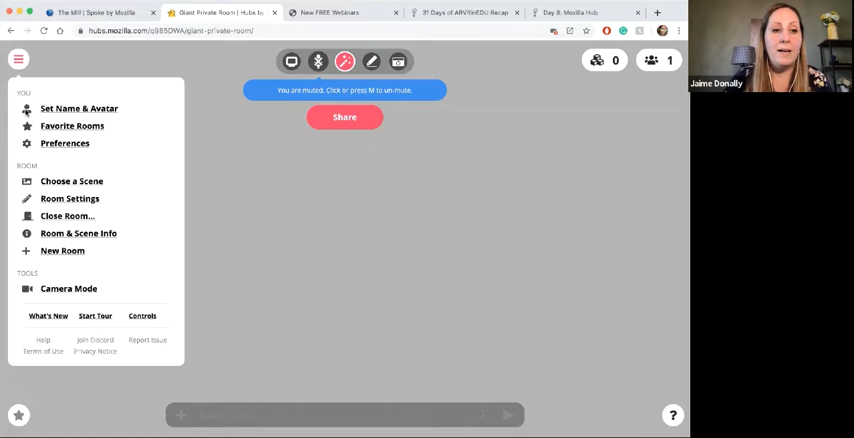 The Mill | Spoke by Mozilla
Giant Private Room | Hubs by
New FREE Webinars
31 Days of ARVRinEDU Recap
Day 8: Mozilla Hub
hubs.mozilla.com/q985DWA/giant-private-room/
Jaime Donally
0
1
You are muted. Click or press M to un-mute.
Share
YOU
Set Name & Avatar
Favorite Rooms
Preferences
ROOM
Choose a Scene
Room Settings
Close Room...
Room & Scene Info
New Room
TOOLS
Camera Mode
What's New Start Tour Controls
Help Join Discord Report Issue
Terms of Use Privacy Notice
?